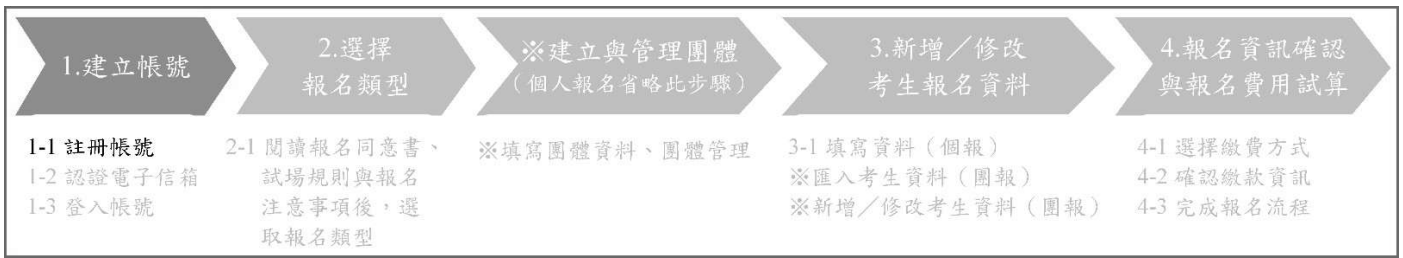 1.建立帳號
2.選擇
報名類型
※建立與管理團體
（個人報名省略此步驟）
3.新增／修改
考生報名資料
4.報名資訊確認
與報名費用試算
1-1 註冊帳號
1-2 認證電子信箱
1-3 登入帳號
2-1 閱讀報名同意書、
試場規則與報名
注意事項後，選
取報名類型
※填寫團體資料、團體管理
3-1 填寫資料（個報）
※匯入考生資料（團報）
※新增／修改考生資料（團報）
4-1 選擇繳費方式
4-2 確認繳款資訊
4-3 完成報名流程